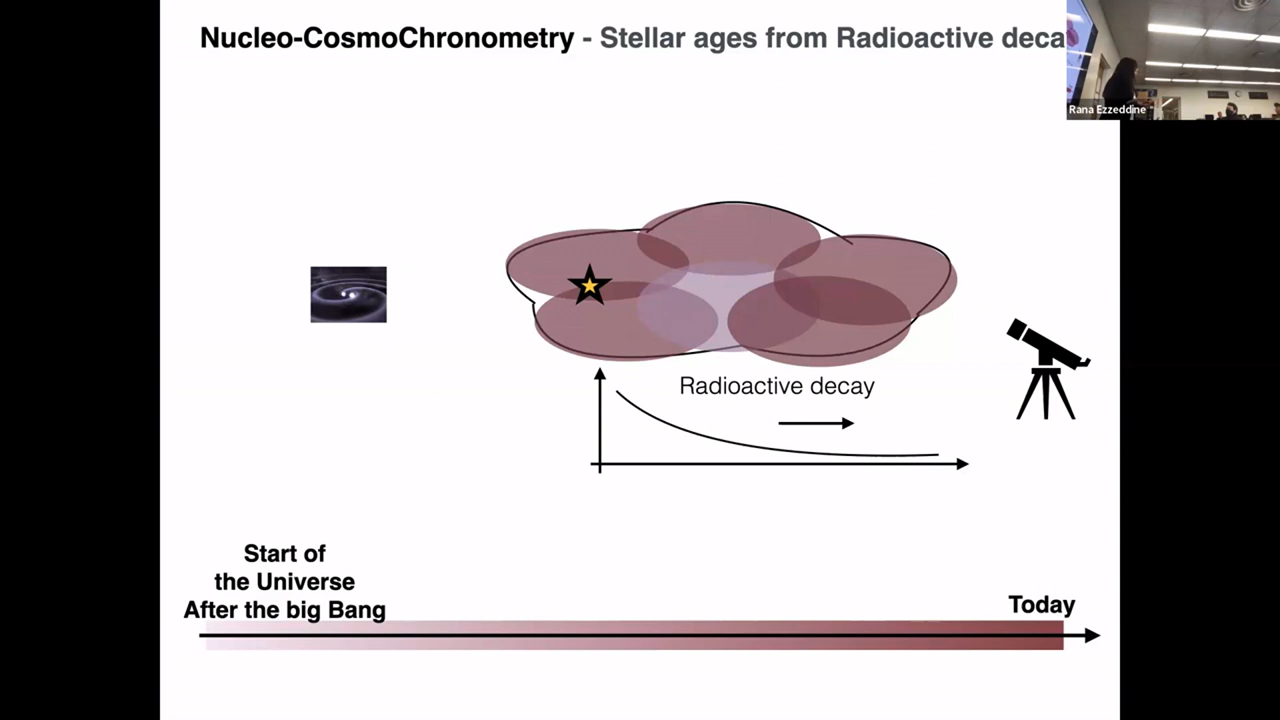 Nucleo-CosmoChronometry - Stellar ages from Radioactive deca
Rana Ezzeddine
Radioactive decay
Start of
the Universe
After the big Bang
Today